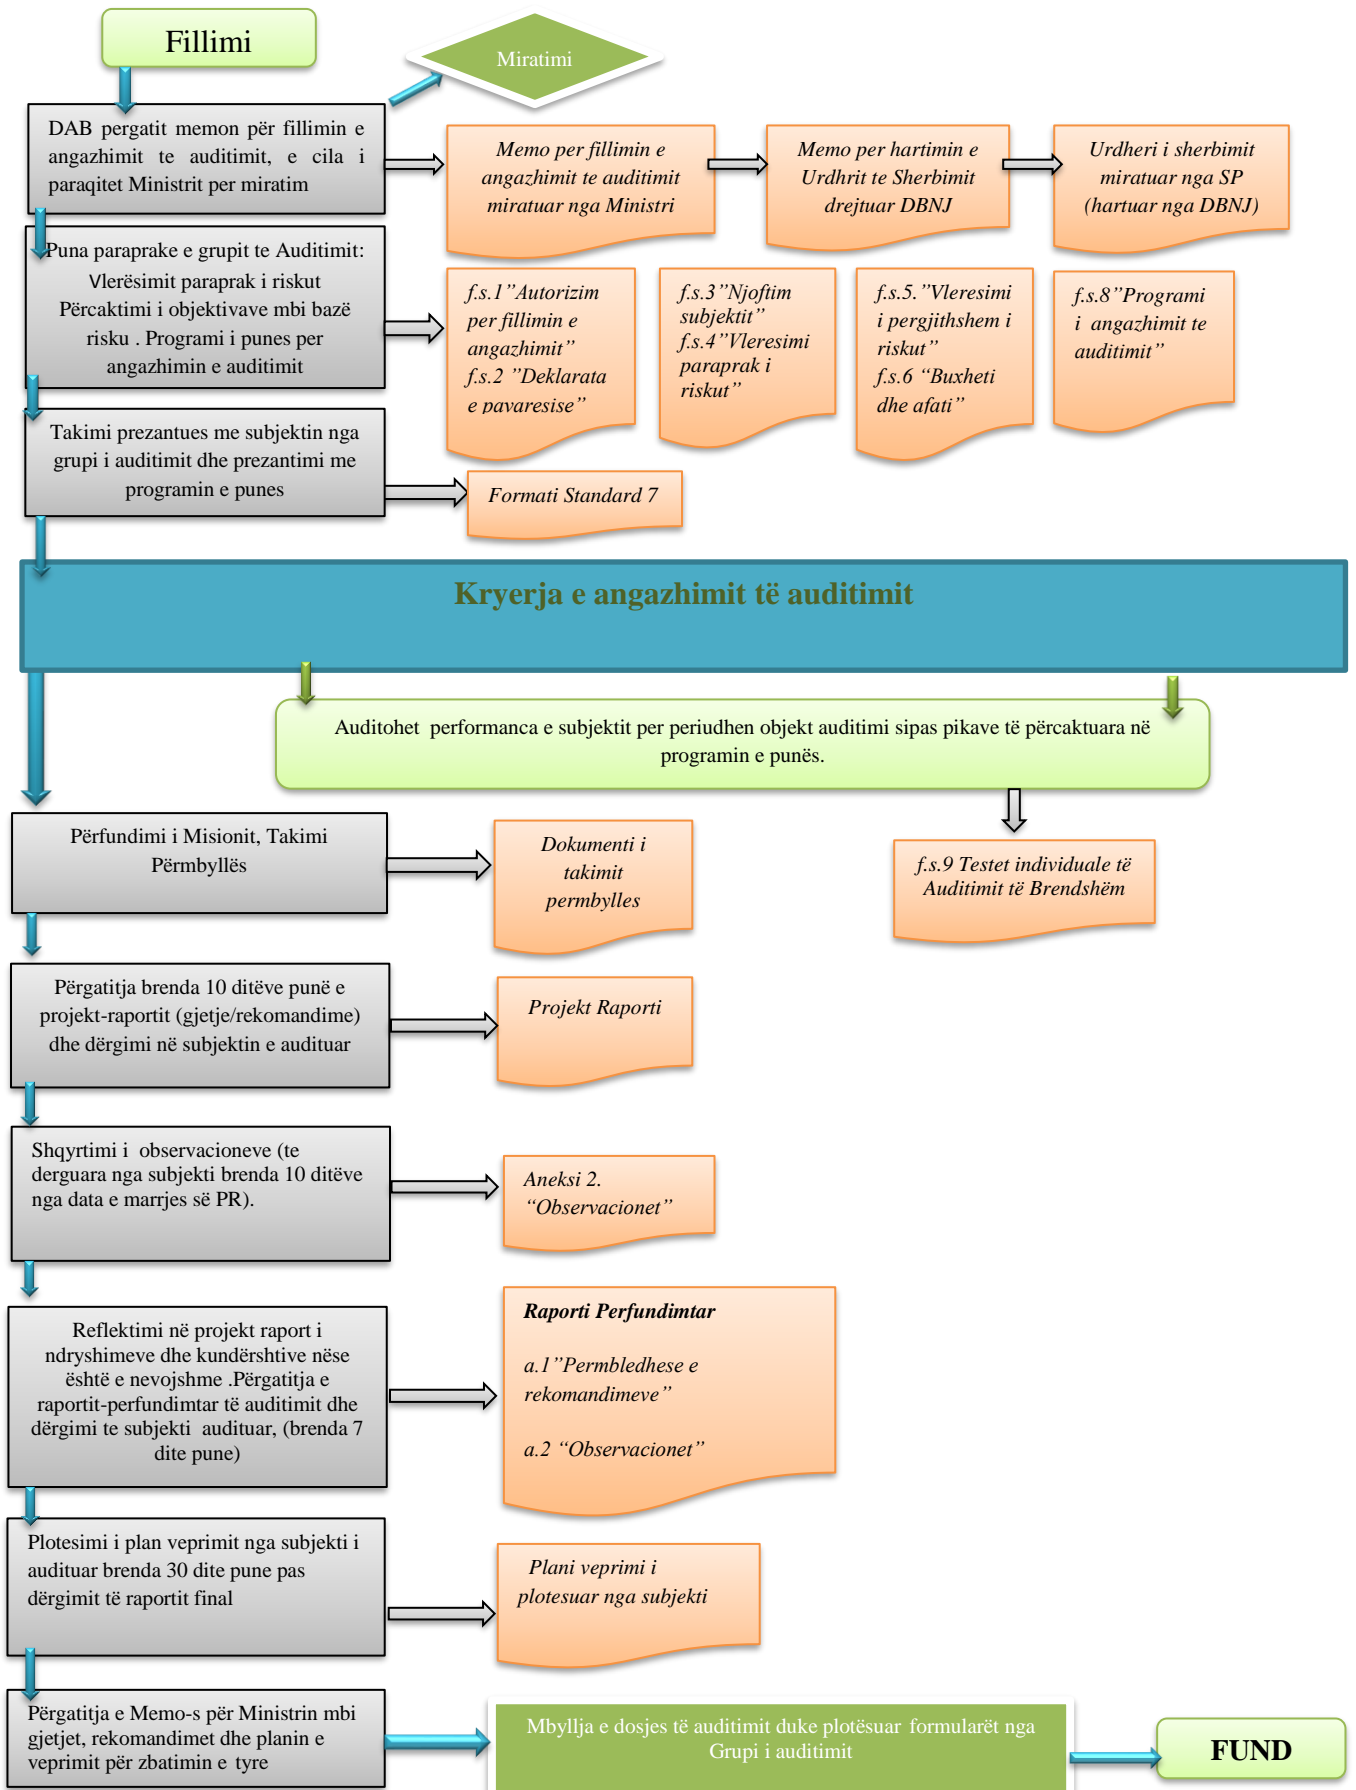 Fillimi
Miratimi
DAB pergatit memon për fillimin e
angazhimit te auditimit, e cila i
paraqitet Ministrit per miratim
Memo per fillimin e
angazhimit te auditimit
miratuar nga Ministri
Memo per hartimin e
Urdhrit te Sherbimit
drejtuar DBNJ
Urdheri i sherbimit
miratuar nga SP
(hartuar nga DBNJ)
Puna paraprake e grupit te Auditimit:
Vlerësimit paraprak i riskut
Përcaktimi i objektivave mbi bazë
risku . Programi i punes per
angazhimin e auditimit
f.s.1”Autorizim
per fillimin e
angazhimit”
f.s.2 ”Deklarata
e pavaresise”
f.s.3”Njoftim
subjektit”
f.s.4”Vleresimi
paraprak i
riskut”
f.s.5.”Vleresimi
i pergjithshem i
riskut”
f.s.6 “Buxheti
dhe afati”
f.s.8”Programi
i angazhimit te
auditimit”
Takimi prezantues me subjektin nga
grupi i auditimit dhe prezantimi me
programin e punes
Formati Standard 7
Kryerja e angazhimit të auditimit
Auditohet performanca e subjektit per periudhen objekt auditimi sipas pikave të përcaktuara në
programin e punës.
Përfundimi i Misionit, Takimi
Përmbyllës
Dokumenti i
takimit
permbylles
f.s.9 Testet individuale të
Auditimit të Brendshëm
Përgatitja brenda 10 ditëve punë e
projekt-raportit (gjetje/rekomandime)
dhe dërgimi në subjektin e audituar
Projekt Raporti
Shqyrtimi i observacioneve (te
derguara nga subjekti brenda 10 ditëve
nga data e marrjes së PR).
Aneksi 2.
“Observacionet”
Reflektimi në projekt raport i
ndryshimeve dhe kundërshtive nëse
është e nevojshme .Përgatitja e
raportit-perfundimtar të auditimit dhe
dërgimi te subjekti audituar, (brenda 7
dite pune)
Raporti Perfundimtar
a.1”Permbledhese e
rekomandimeve”
a.2 “Observacionet”
Plotesimi i plan veprimit nga subjekti i
audituar brenda 30 dite pune pas
dërgimit të raportit final
Plani veprimi i
plotesuar nga subjekti
Përgatitja e Memo-s për Ministrin mbi
gjetjet, rekomandimet dhe planin e
veprimit për zbatimin e tyre
Mbyllja e dosjes të auditimit duke plotësuar formularët nga
Grupi i auditimit
FUND